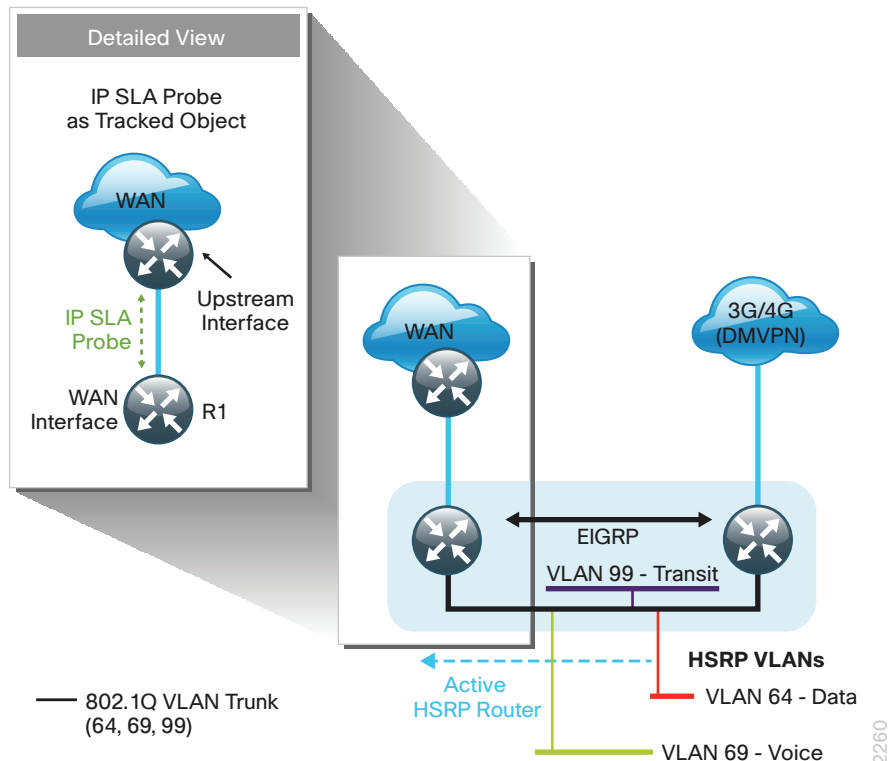 Detailed View
IP SLA Probe
as Tracked Object
WAN
Upstream
Interface
IP SLA
Probe
WAN
Interface
R1
WAN
3G/4G
(DMVPN)
EIGRP
VLAN 99 - Transit
HSRP VLANs
Active
HSRP Router
VLAN 64 - Data
802.1Q VLAN Trunk
(64, 69, 99)
VLAN 69 - Voice
2260